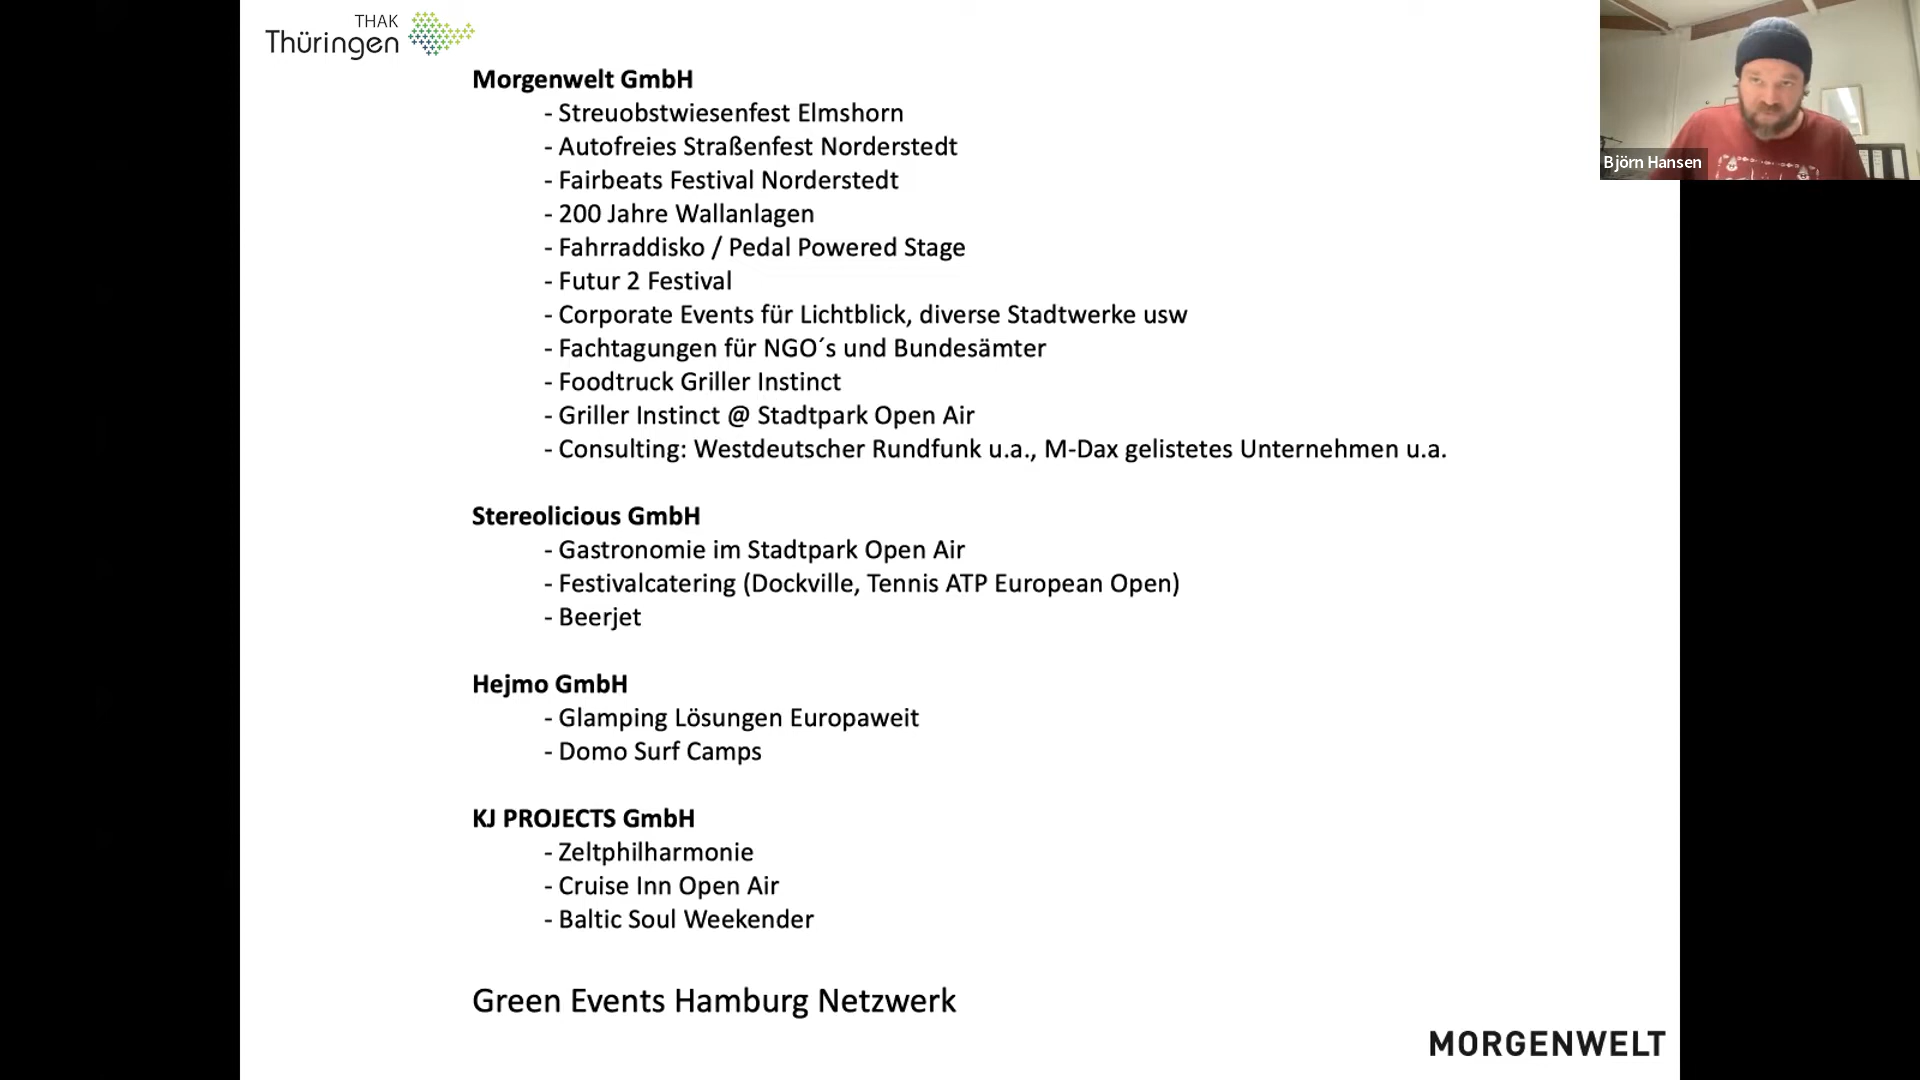 THAK
Thüringen
Morgenwelt GmbH
- Streuobstwiesenfest Elmshorn
- Autofreies Straßenfest Norderstedt
- Fairbeats Festival Norderstedt
- 200 Jahre Wallanlagen
- Fahrraddisko / Pedal Powered Stage
- Futur 2 Festival
- Corporate Events für Lichtblick, diverse Stadtwerke usw
- Fachtagungen für NGO´s und Bundesämter
- Foodtruck Griller Instinct
- Griller Instinct @ Stadtpark Open Air
- Consulting: Westdeutscher Rundfunk u.a., M-Dax gelistetes Unternehmen u.a.
Stereolicious GmbH
- Gastronomie im Stadtpark Open Air
- Festivalcatering (Dockville, Tennis ATP European Open)
- Beerjet
Hejmo GmbH
- Glamping Lösungen Europaweit
- Domo Surf Camps
KJ PROJECTS GmbH
- Zeltphilharmonie
- Cruise Inn Open Air
- Baltic Soul Weekender
Green Events Hamburg Netzwerk
MORGENWELT
Björn Hansen